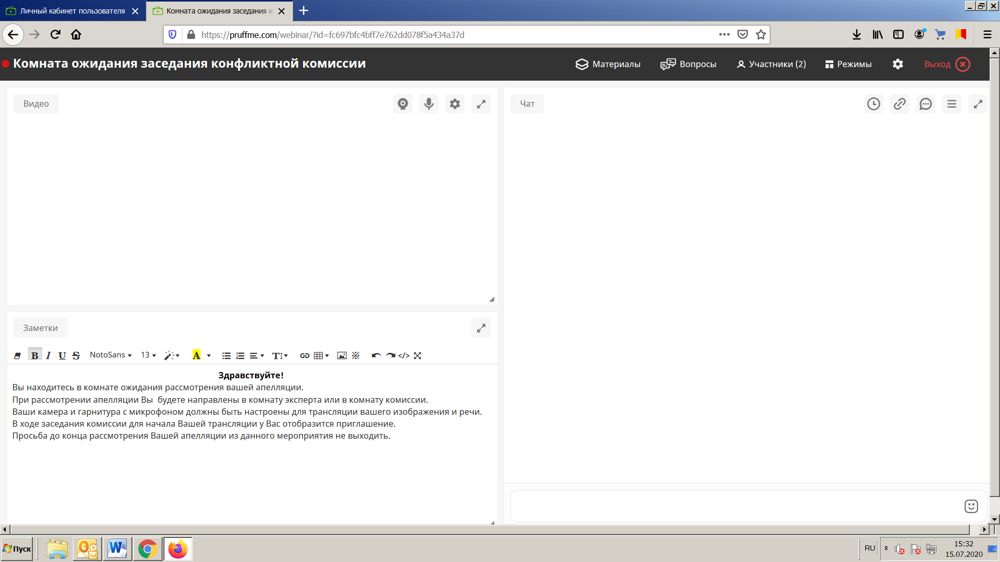 Личный кабинет пользователя
Комната ожидания заседания
https://pruffme.com/webinar/?id=fc697bfc4bff7e762dd078f5a434a37d
Комната ожидания заседания конфликтной комиссии
Материалы
Вопросы
Участники (2)
Режимы
Выход
Видео
Чат
Заметки
B I U S NotoSans 13 A T </>
Здравствуйте!
Вы находитесь в комнате ожидания рассмотрения вашей апелляции.
При рассмотрении апелляции Вы  будете направлены в комнату эксперта или в комнату комиссии.
Ваши камера и гарнитура с микрофоном должны быть настроены для трансляции вашего изображения и речи.
В ходе заседания комиссии для начала Вашей трансляции у Вас отобразится приглашение.
Просьба до конца рассмотрения Вашей апелляции из данного мероприятия не выходить.
Пуск
RU
15:32
15.07.2020